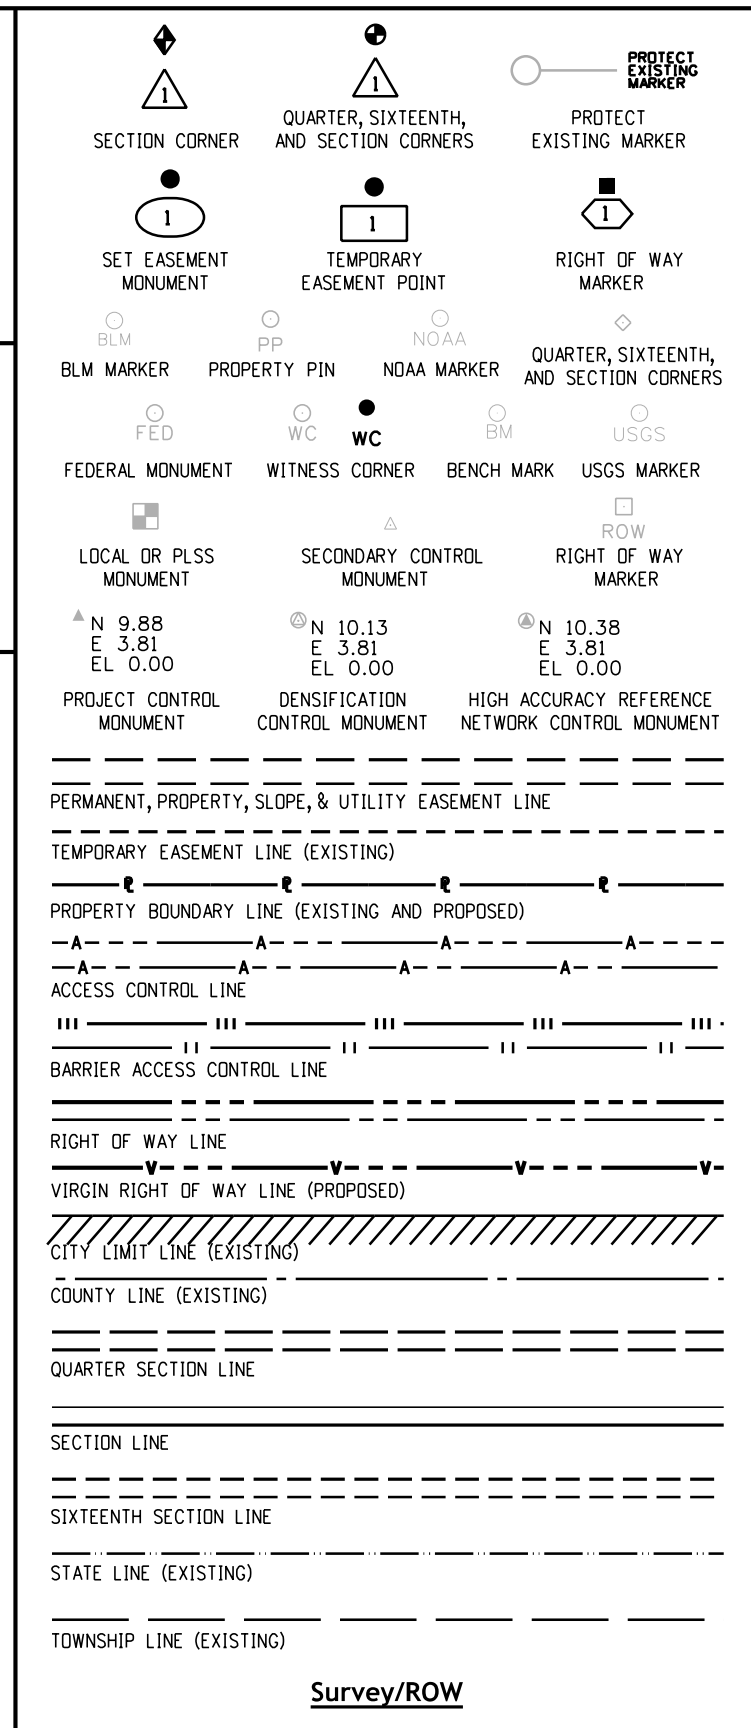 PROTECT
EXISTING
MARKER
1
1
SECTION CORNER
QUARTER, SIXTEENTH,
AND SECTION CORNERS
PROTECT
EXISTING MARKER
1
1
1
SET EASEMENT
MONUMENT
TEMPORARY
EASEMENT POINT
RIGHT OF WAY
MARKER
BLM
PP
NOAA
BLM MARKER
PROPERTY PIN
NOAA MARKER
QUARTER, SIXTEENTH,
AND SECTION CORNERS
FED
WC
WC
BM
USGS
FEDERAL MONUMENT
WITNESS CORNER
BENCH MARK
USGS MARKER
ROW
LOCAL OR PLSS
MONUMENT
SECONDARY CONTROL
MONUMENT
RIGHT OF WAY
MARKER
N 9.88
E 3.81
EL 0.00
N 10.13
E 3.81
EL 0.00
N 10.38
E 3.81
EL 0.00
PROJECT CONTROL
MONUMENT
DENSIFICATION
CONTROL MONUMENT
HIGH ACCURACY REFERENCE
NETWORK CONTROL MONUMENT
PERMANENT, PROPERTY, SLOPE, & UTILITY EASEMENT LINE
TEMPORARY EASEMENT LINE (EXISTING)
PL PL PL PL
PROPERTY BOUNDARY LINE (EXISTING AND PROPOSED)
A A A A
A A A A
ACCESS CONTROL LINE
BARRIER ACCESS CONTROL LINE
RIGHT OF WAY LINE
V V V V
VIRGIN RIGHT OF WAY LINE (PROPOSED)
CITY LIMIT LINE (EXISTING)
COUNTY LINE (EXISTING)
QUARTER SECTION LINE
SECTION LINE
SIXTEENTH SECTION LINE
STATE LINE (EXISTING)
TOWNSHIP LINE (EXISTING)
Survey/ROW